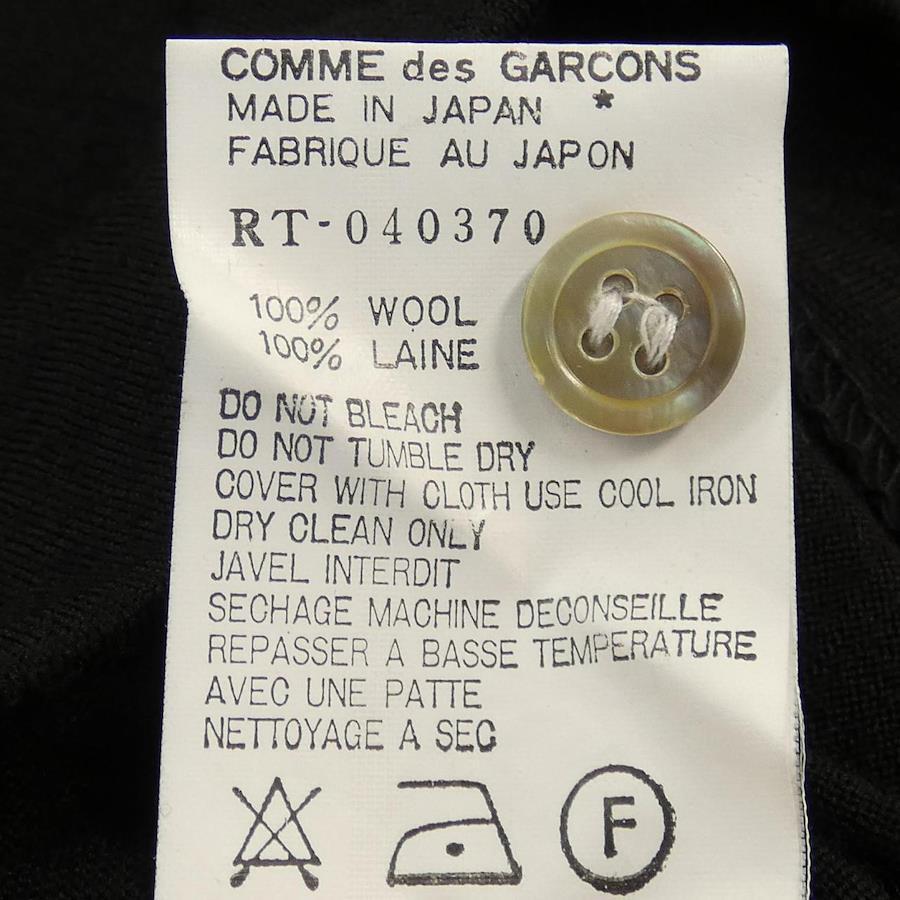 COMME des GARCONS
MADE IN JAPAN *
FABRIQUE AU JAPON
RT-040370
100% WOOL
100% LAINE
DO NOT BLEACH
DO NOT TUMBLE DRY
COVER WITH CLOTH USE COOL IRON
DRY CLEAN ONLY
JAVEL INTERDIT
SECHAGE MACHINE DECONSEILLE
REPASSER A BASSE TEMPERATURE
AVEC UNE PATTE
NETTOYAGE A SEC
F